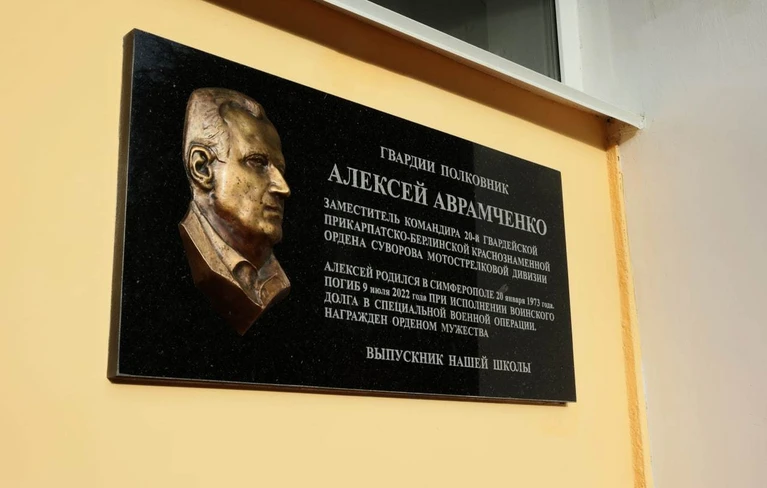 ГВАРДИИ ПОЛКОВНИК
АЛЕКСЕЙ АВРАМЧЕНКО
ЗАМЕСТИТЕЛЬ КОМАНДИРА 20-й ГВАРДЕЙСКОЙ
ПРИКАРПАТСКО-БЕРЛИНСКОЙ КРАСНОЗНАМЕННОЙ
ОРДЕНА СУВОРОВА МОТОСТРЕЛКОВОЙ ДИВИЗИИ
АЛЕКСЕЙ РОДИЛСЯ В СИМФЕРОПОЛЕ 20 января 1973 года.
ПОГИБ 9 июля 2022 года ПРИ ИСПОЛНЕНИИ ВОИНСКОГО
ДОЛГА В СПЕЦИАЛЬНОЙ ВОЕННОЙ ОПЕРАЦИИ.
НАГРАЖДЕН ОРДЕНОМ МУЖЕСТВА
ВЫПУСКНИК НАШЕЙ ШКОЛЫ